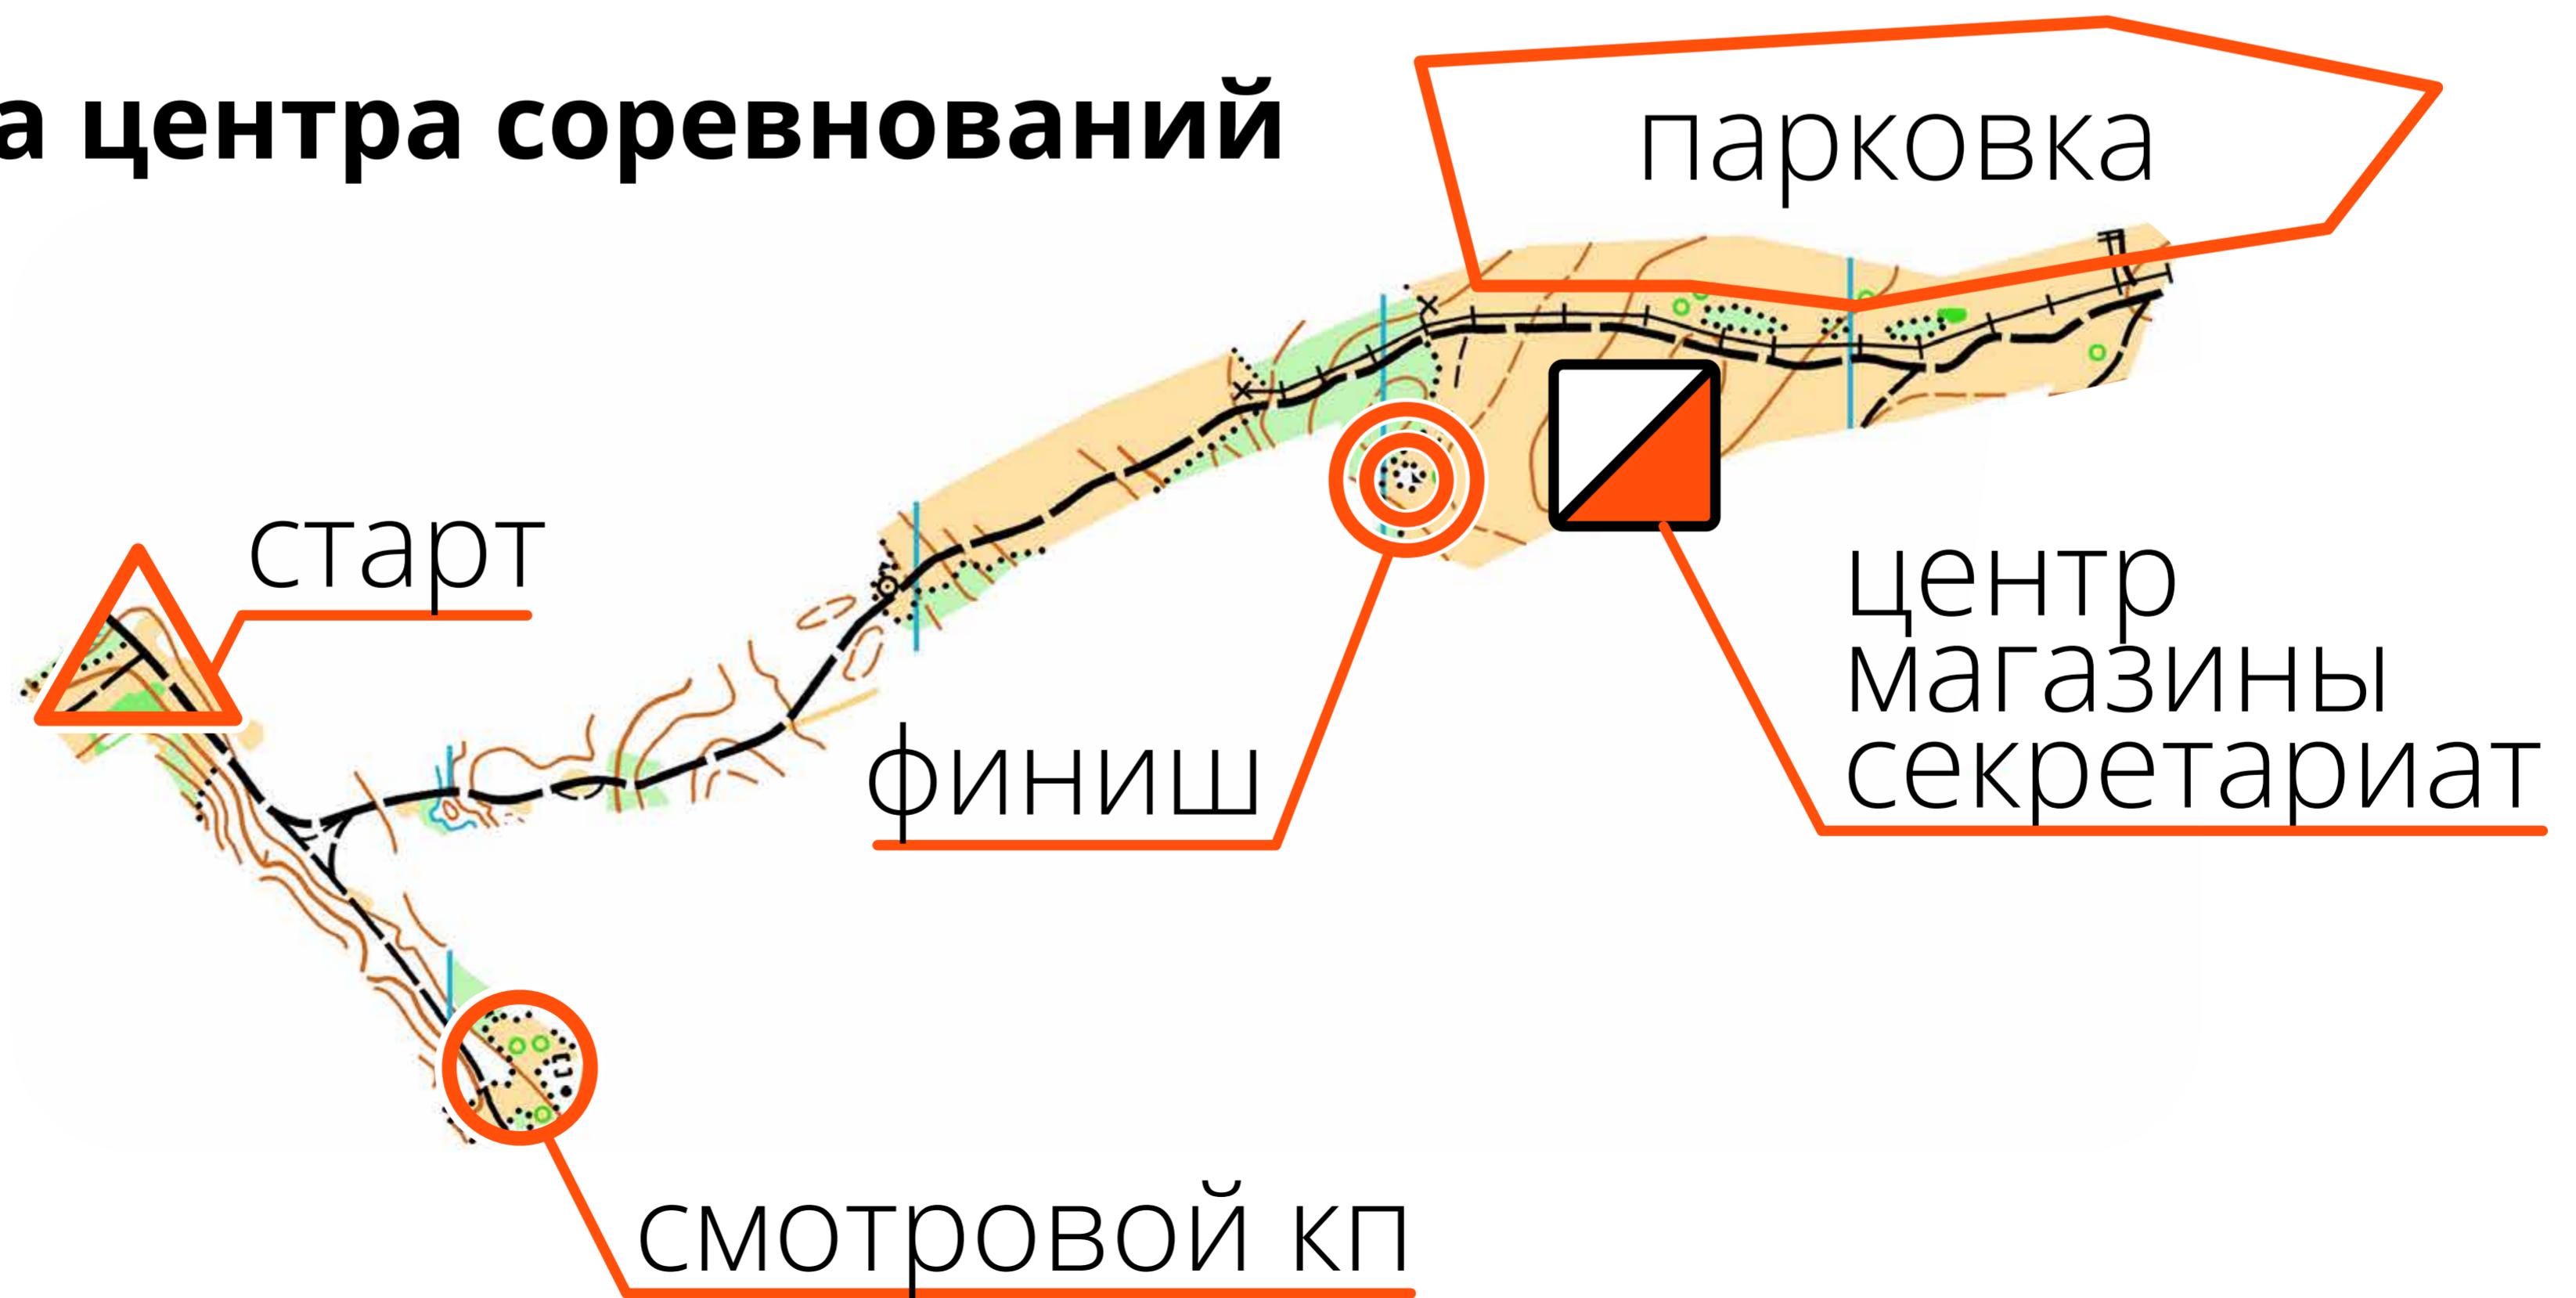 а центра соревнований
парковка
старт
центр
магазины
секретариат
финиш
смотровой кп